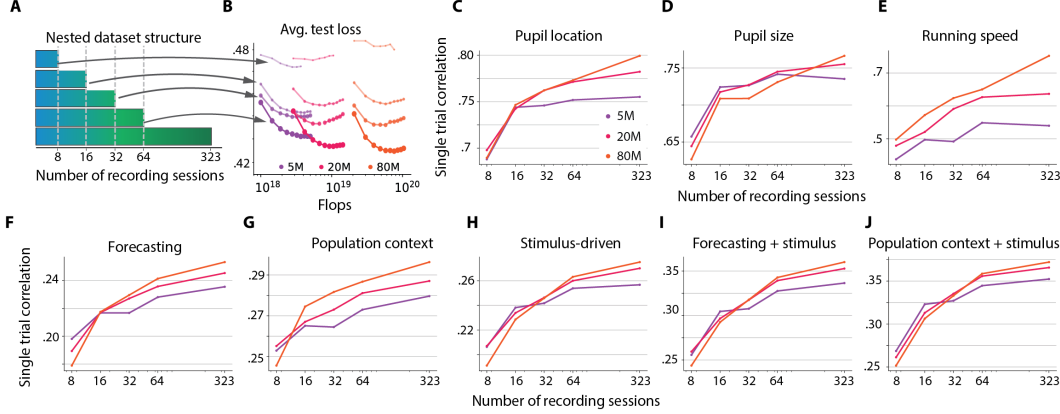 A
Nested dataset structure
8 16 32 64 323
Number of recording sessions
B
Avg. test loss
.48
.42
5M 20M 80M
10^18 10^19 10^20
Flops
C
Pupil location
Single trial correlation
.80
.75
.7
5M
20M
80M
8 16 32 64 323
D
Pupil size
.75
.65
8 16 32 64 323
Number of recording sessions
E
Running speed
.7
.5
8 16 32 64 323
F
Forecasting
Single trial correlation
.24
.20
8 16 32 64 323
G
Population context
.29
.27
.25
8 16 32 64 323
H
Stimulus-driven
.26
.22
8 16 32 64 323
Number of recording sessions
I
Forecasting + stimulus
.35
.30
.25
8 16 32 64 323
J
Population context + stimulus
.35
.30
.25
8 16 32 64 323